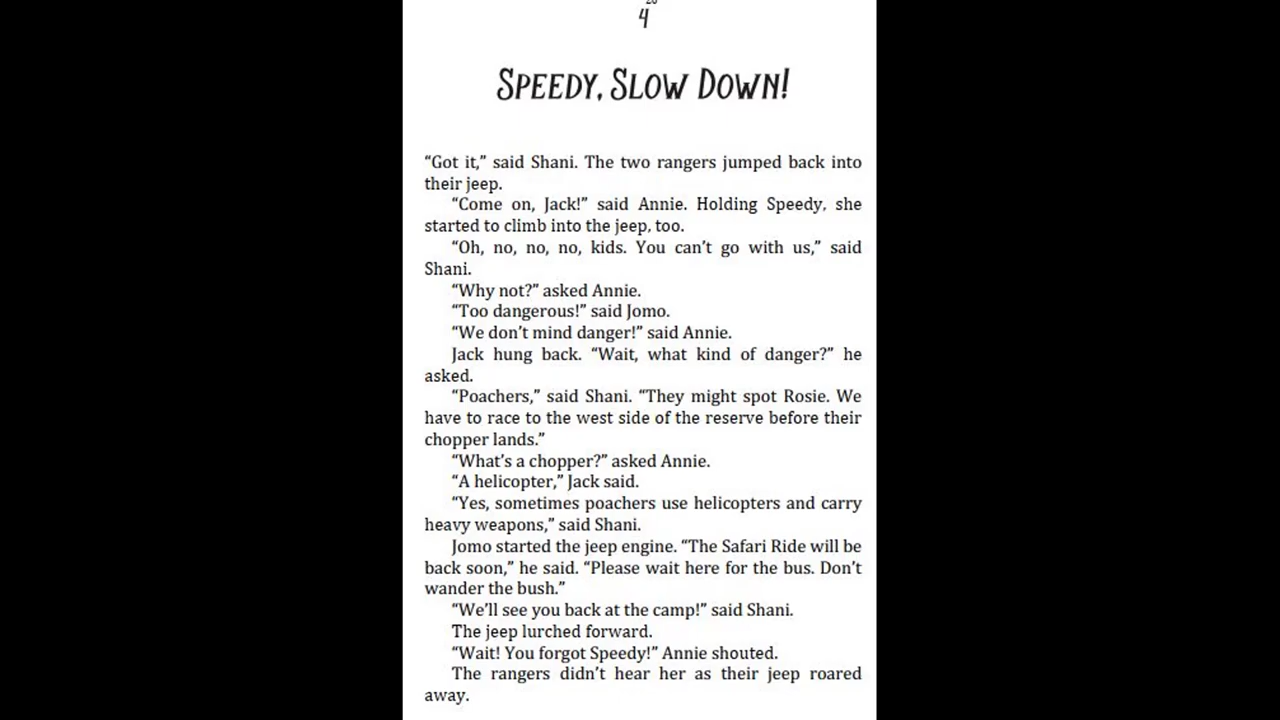 4
SPEEDY, SLOW DOWN!
“Got it,” said Shani. The two rangers jumped back into
their jeep.
“Come on, Jack!” said Annie. Holding Speedy, she
started to climb into the jeep, too.
“Oh, no, no, no, kids. You can’t go with us,” said
Shani.
“Why not?” asked Annie.
“Too dangerous!” said Jomo.
“We don’t mind danger!” said Annie.
Jack hung back. “Wait, what kind of danger?” he
asked.
“Poachers,” said Shani. “They might spot Rosie. We
have to race to the west side of the reserve before their
chopper lands.”
“What’s a chopper?” asked Annie.
“A helicopter,” Jack said.
“Yes, sometimes poachers use helicopters and carry
heavy weapons,” said Shani.
Jomo started the jeep engine. “The Safari Ride will be
back soon,” he said. “Please wait here for the bus. Don’t
wander the bush.”
“We’ll see you back at the camp!” said Shani.
The jeep lurched forward.
“Wait! You forgot Speedy!” Annie shouted.
The rangers didn’t hear her as their jeep roared
away.